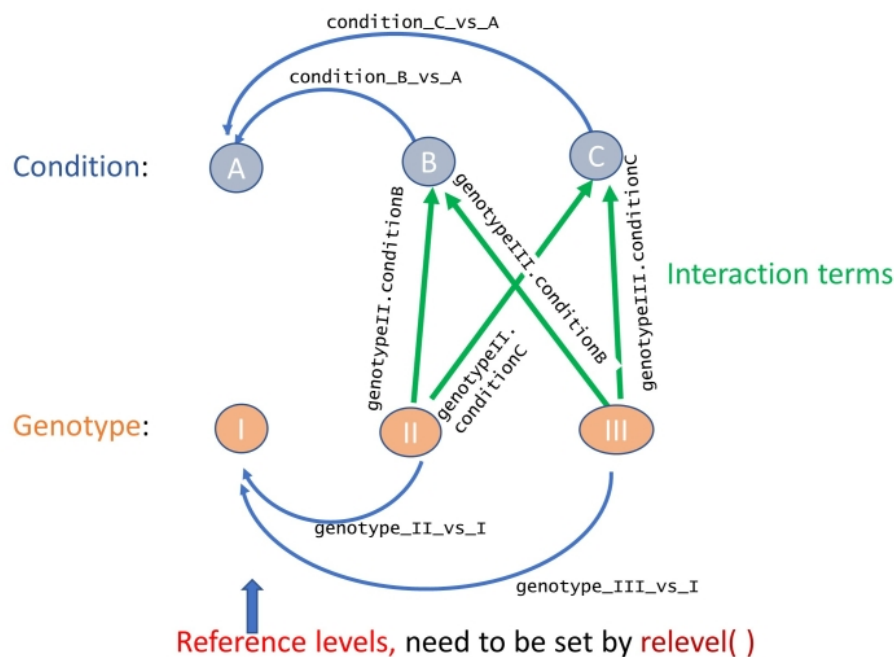 condition_C_vs_A
condition_B_vs_A
Condition:
A
B
C
genotypeII.conditionB
genotypeIII.conditionB
genotypeII.
conditionC
genotypeIII.conditionC
Interaction terms
Genotype:
I
II
III
genotype_II_vs_I
genotype_III_vs_I
Reference levels, need to be set by relevel( )